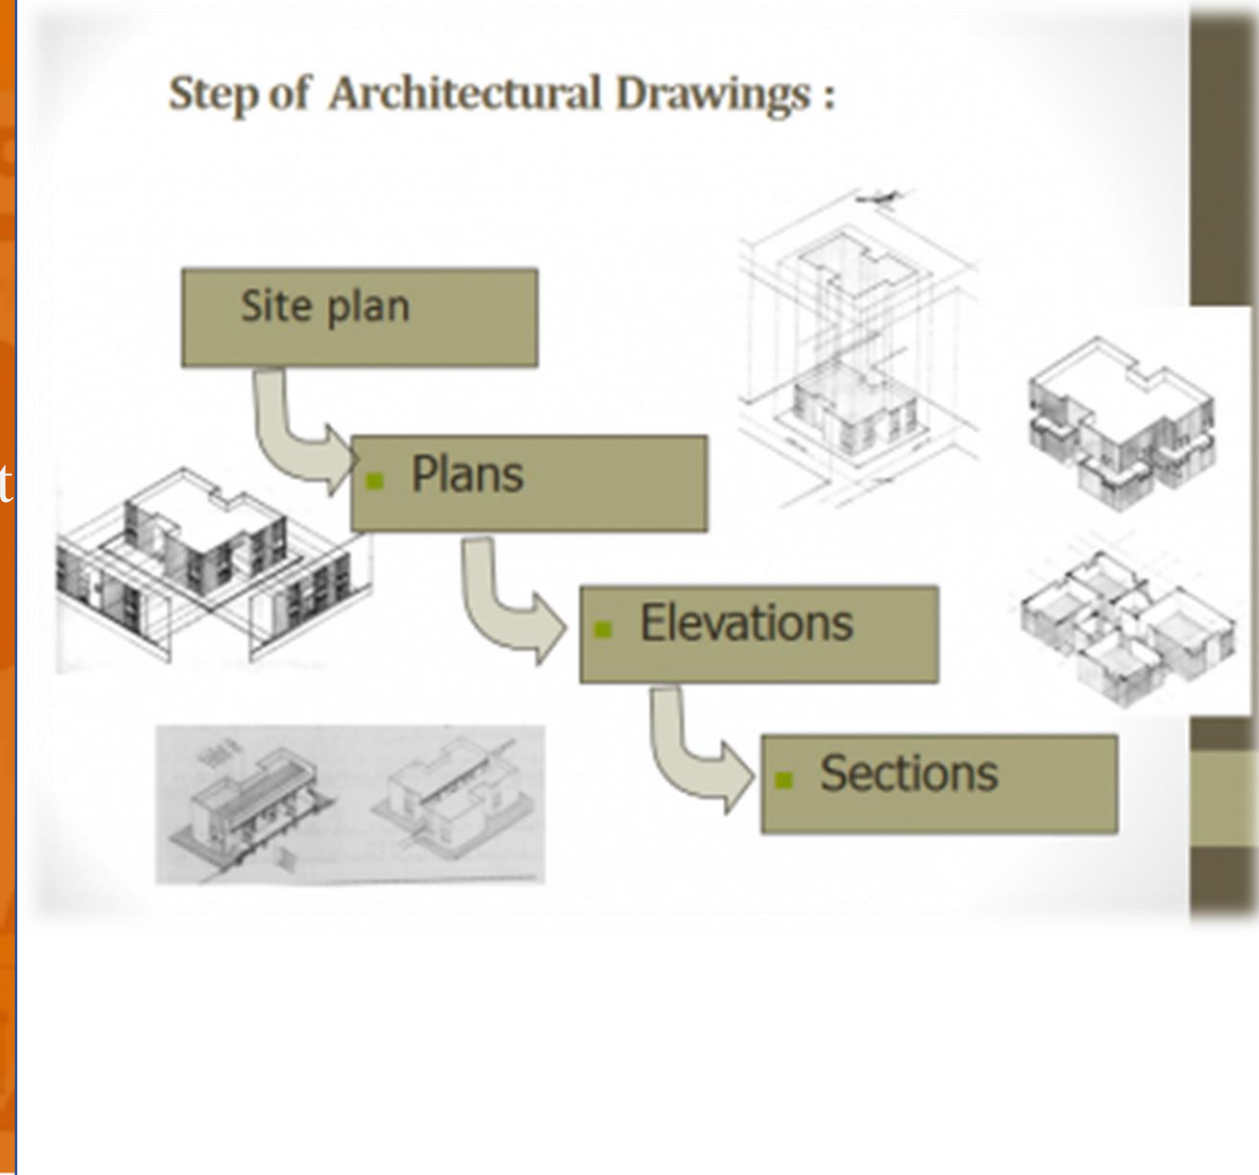 Step of Architectural Drawings :
Site plan
Plans
Elevations
Sections
t